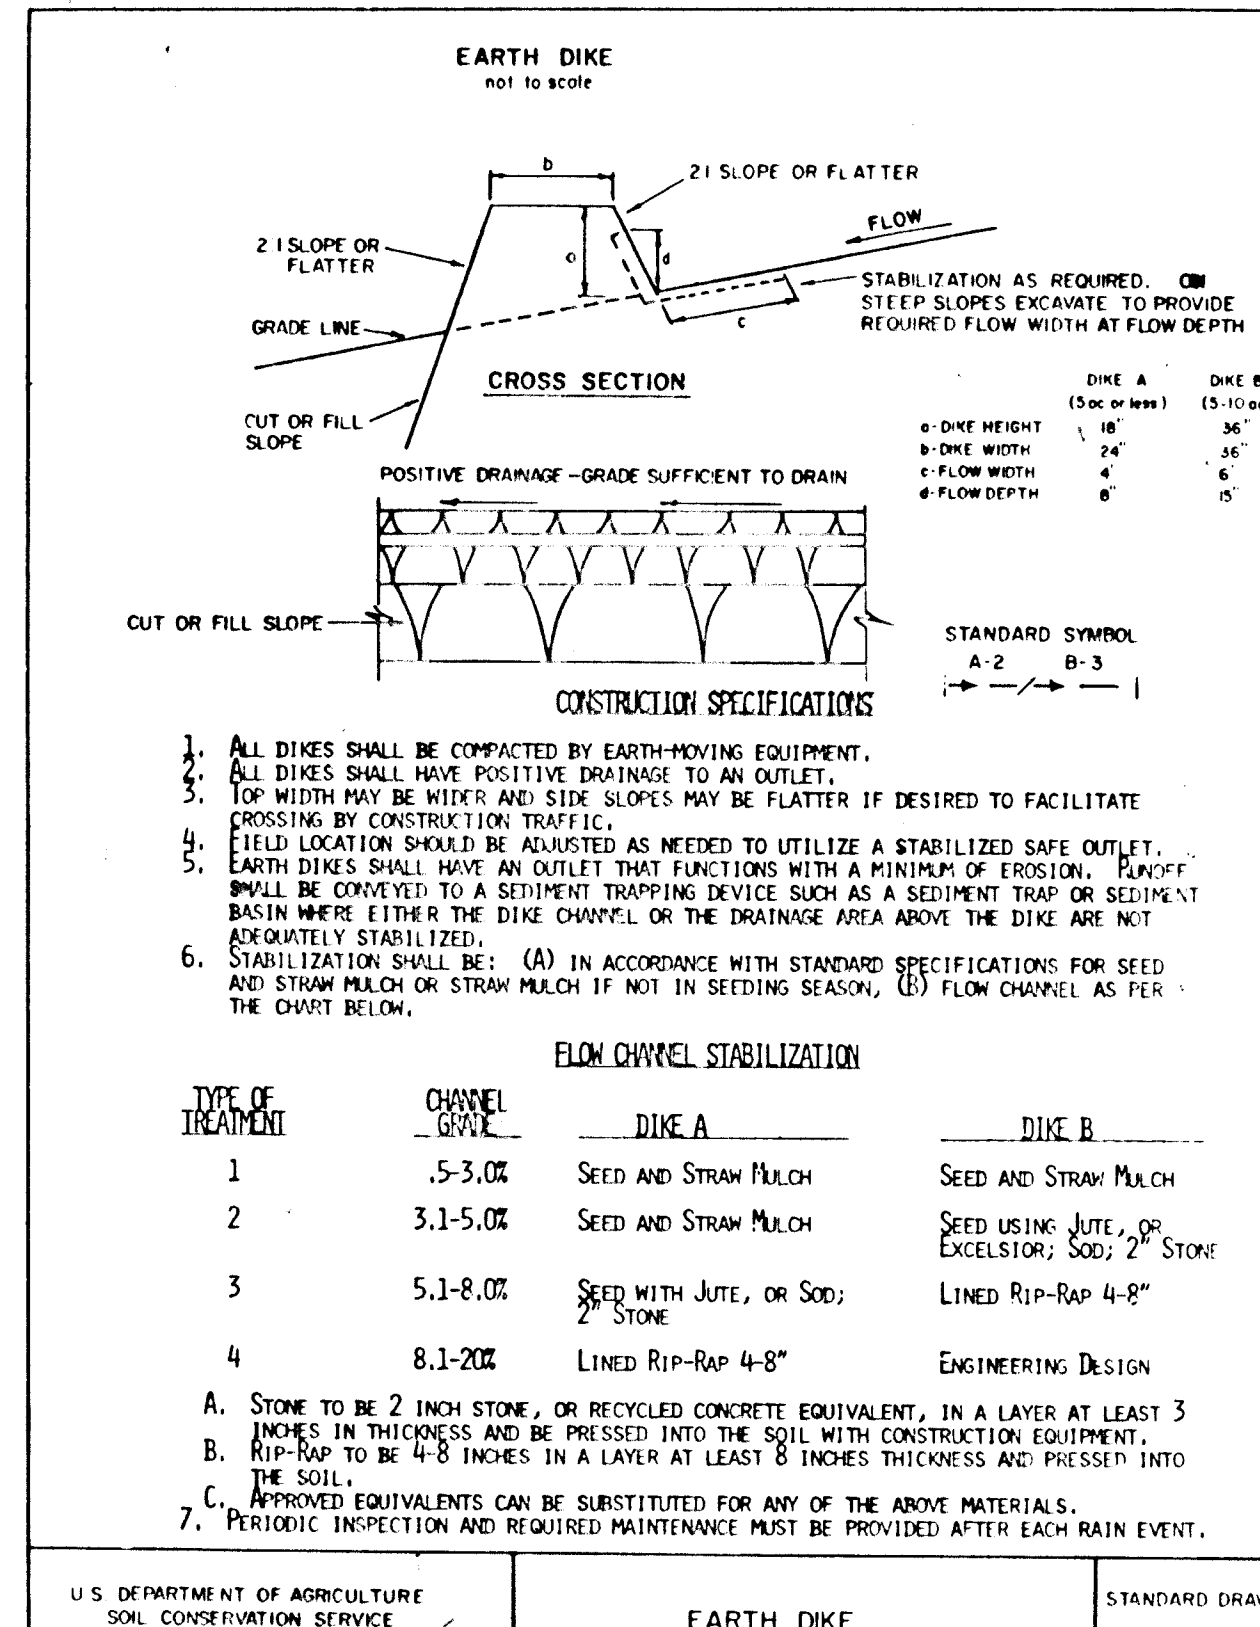 EARTH DIKE
not to scale
b
2:1 SLOPE OR FLATTER
FLOW
2:1 SLOPE OR
FLATTER
a
d
STABILIZATION AS REQUIRED. ON
STEEP SLOPES EXCAVATE TO PROVIDE
REQUIRED FLOW WIDTH AT FLOW DEPTH
GRADE LINE
c
CROSS SECTION
CUT OR FILL
SLOPE
DIKE A DIKE B
(5 ac or less) (5-10 ac
a-DIKE HEIGHT 18" 36"
b-DIKE WIDTH 24" 36"
c-FLOW WIDTH 4' 6'
d-FLOW DEPTH 8" 15"
POSITIVE DRAINAGE-GRADE SUFFICIENT TO DRAIN
CUT OR FILL SLOPE
STANDARD SYMBOL
A-2 B-3
CONSTRUCTION SPECIFICATIONS
1. ALL DIKES SHALL BE COMPACTED BY EARTH-MOVING EQUIPMENT.
2. ALL DIKES SHALL HAVE POSITIVE DRAINAGE TO AN OUTLET.
3. TOP WIDTH MAY BE WIDER AND SIDE SLOPES MAY BE FLATTER IF DESIRED TO FACILITATE
CROSSING BY CONSTRUCTION TRAFFIC.
4. FIELD LOCATION SHOULD BE ADJUSTED AS NEEDED TO UTILIZE A STABILIZED SAFE OUTLET.
5. EARTH DIKES SHALL HAVE AN OUTLET THAT FUNCTIONS WITH A MINIMUM OF EROSION. RUNOFF
SHALL BE CONVEYED TO A SEDIMENT TRAPPING DEVICE SUCH AS A SEDIMENT TRAP OR SEDIMENT
BASIN WHERE EITHER THE DIKE CHANNEL OR THE DRAINAGE AREA ABOVE THE DIKE ARE NOT
ADEQUATELY STABILIZED.
6. STABILIZATION SHALL BE: (A) IN ACCORDANCE WITH STANDARD SPECIFICATIONS FOR SEED
AND STRAW MULCH OR STRAW MULCH IF NOT IN SEEDING SEASON, (B) FLOW CHANNEL AS PER
THE CHART BELOW.
FLOW CHANNEL STABILIZATION
TYPE OF CHANNEL
TREATMENT GRADE DIKE A DIKE B
1 .5-3.0% SEED AND STRAW MULCH SEED AND STRAW MULCH
2 3.1-5.0% SEED AND STRAW MULCH SEED USING JUTE, OR
EXCELSIOR; SOD; 2" STONE
3 5.1-8.0% SEED WITH JUTE, OR SOD; LINED RIP-RAP 4-8"
2" STONE
4 8.1-20% LINED RIP-RAP 4-8" ENGINEERING DESIGN
A. STONE TO BE 2 INCH STONE, OR RECYCLED CONCRETE EQUIVALENT, IN A LAYER AT LEAST 3
INCHES IN THICKNESS AND BE PRESSED INTO THE SOIL WITH CONSTRUCTION EQUIPMENT.
B. RIP-RAP TO BE 4-8 INCHES IN A LAYER AT LEAST 8 INCHES THICKNESS AND PRESSED INTO
THE SOIL.
C. APPROVED EQUIVALENTS CAN BE SUBSTITUTED FOR ANY OF THE ABOVE MATERIALS.
7. PERIODIC INSPECTION AND REQUIRED MAINTENANCE MUST BE PROVIDED AFTER EACH RAIN EVENT.
U.S. DEPARTMENT OF AGRICULTURE
SOIL CONSERVATION SERVICE
EARTH DIKE
STANDARD DRAW